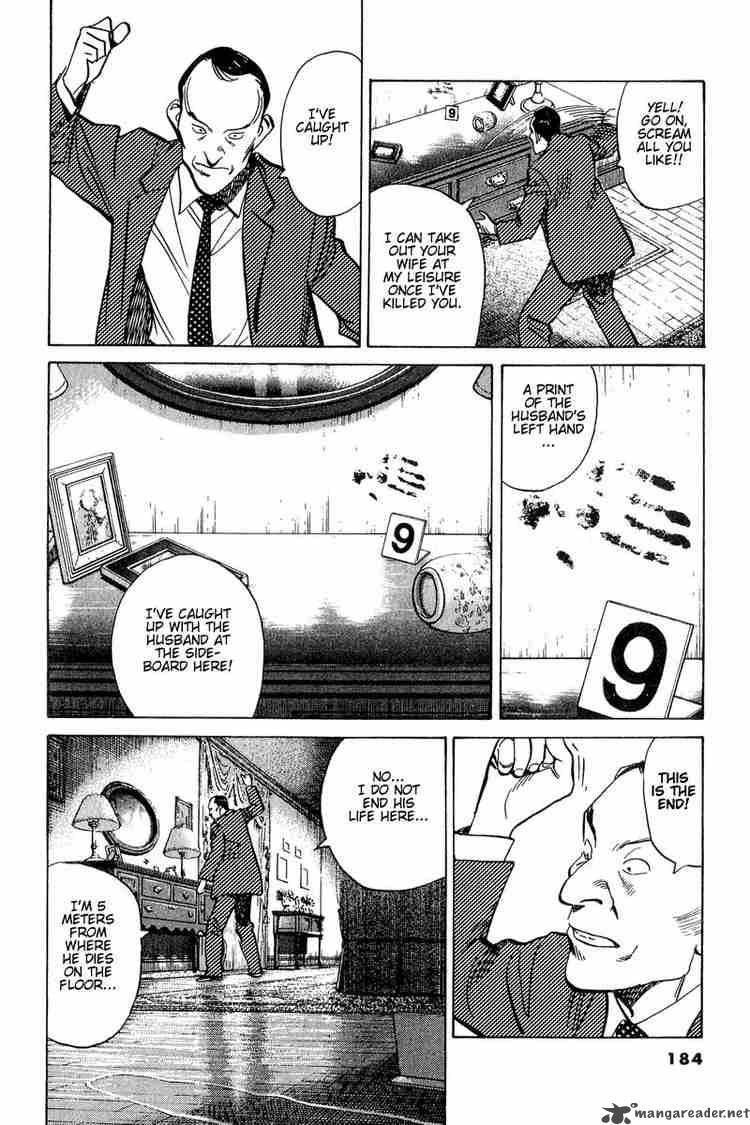 YELL!
GO ON,
SCREAM
ALL YOU
LIKE!!
I CAN TAKE
OUT YOUR
WIFE AT
MY LEISURE
ONCE I'VE
KILLED YOU.
9
I'VE
CAUGHT
UP!
A PRINT
OF THE
HUSBAND'S
LEFT HAND
...
9
9
I'VE CAUGHT
UP WITH THE
HUSBAND AT
THE SIDE-
BOARD HERE!
THIS
IS THE
END!
NO...
I DO NOT
END HIS
LIFE HERE...
I'M 5
METERS
FROM WHERE
HE DIES
ON THE
FLOOR...
184
mangareader.net